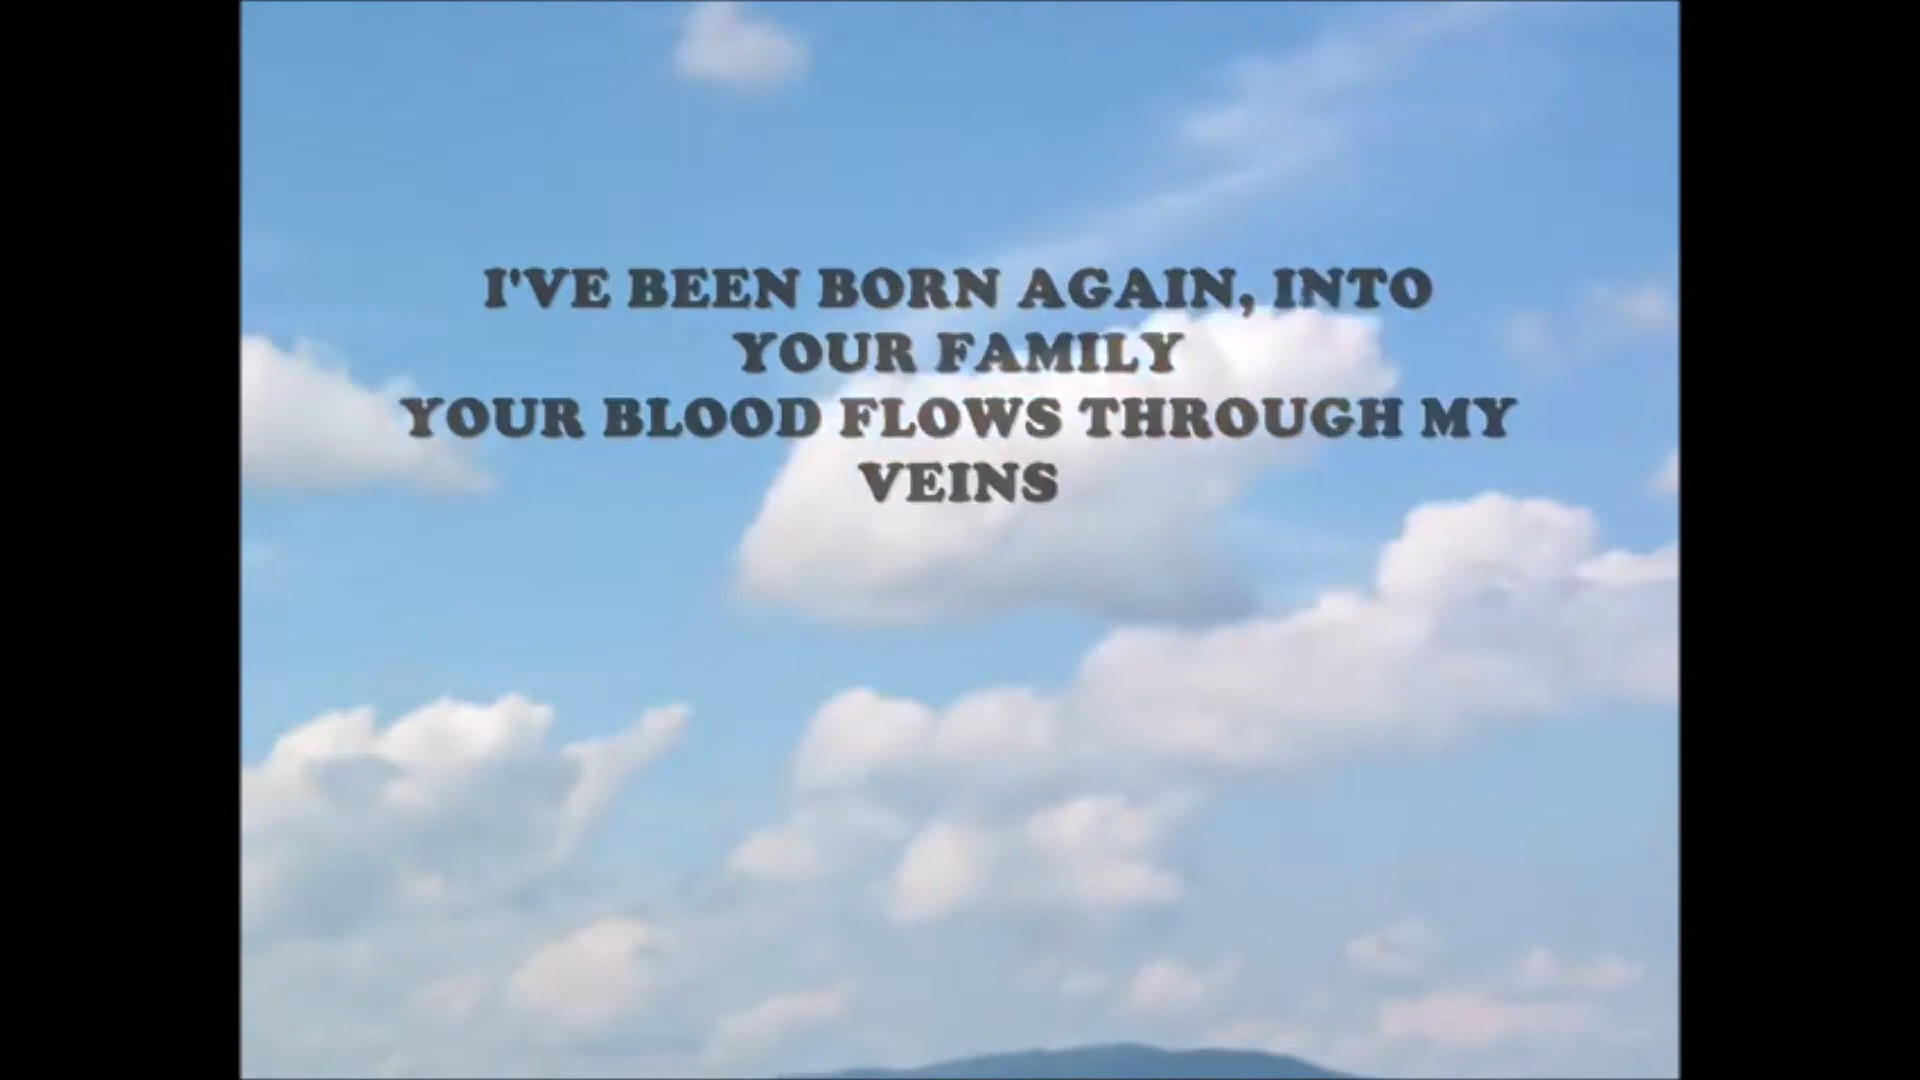 I'VE BEEN BORN AGAIN, INTO
YOUR FAMILY
YOUR BLOOD FLOWS THROUGH MY
VEINS